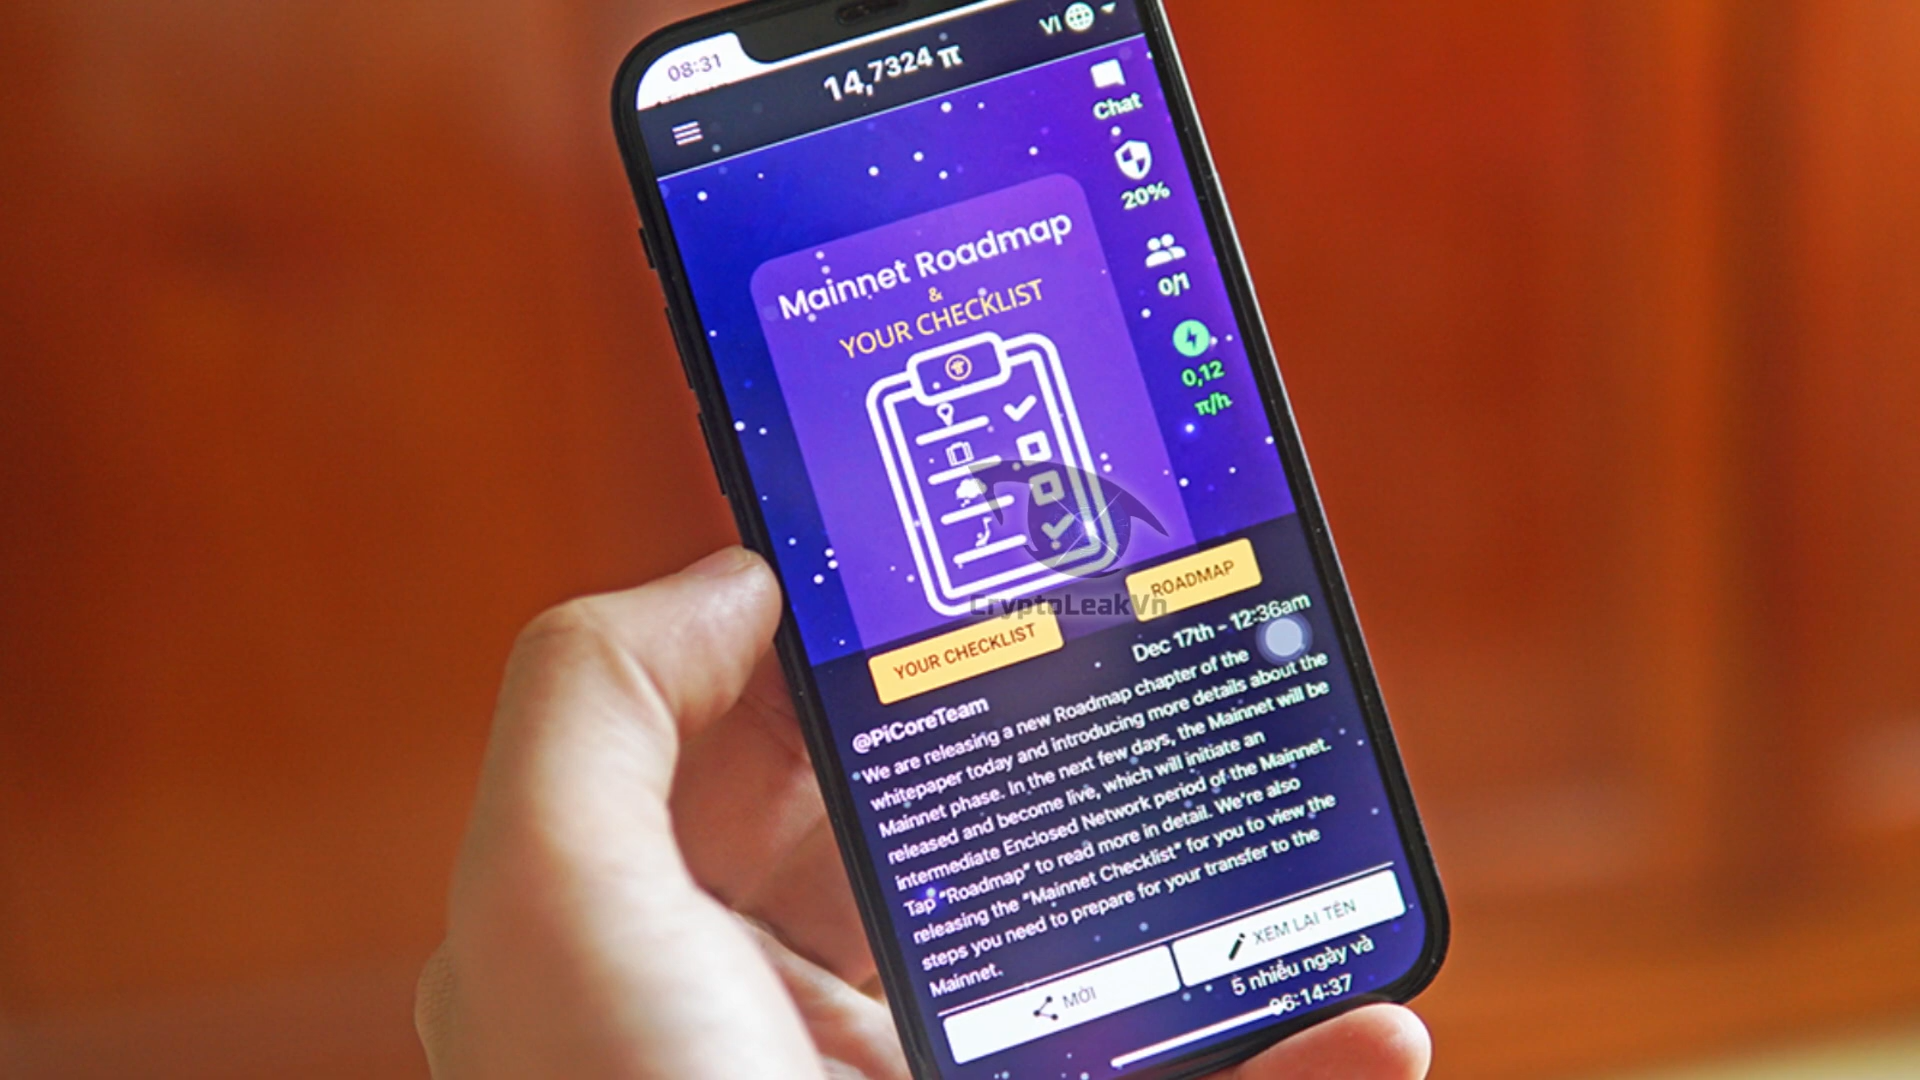 08:31
14,7324 π
VI
Chat
20%
0/1
0,12
π/h
Mainnet Roadmap
&
YOUR CHECKLIST
CryptoLeakVn
YOUR CHECKLIST
ROADMAP
Dec 17th - 12:36am
@PiCoreTeam
We are releasing a new Roadmap chapter of the
whitepaper today and introducing more details about the
Mainnet phase. In the next few days, the Mainnet will be
released and become live, which will initiate an
intermediate Enclosed Network period of the Mainnet.
Tap "Roadmap" to read more in detail. We're also
releasing the "Mainnet Checklist" for you to view the
steps you need to prepare for your transfer to the
Mainnet.
MỜI
XEM LẠI TÊN
5 nhiều ngày và
06:14:37